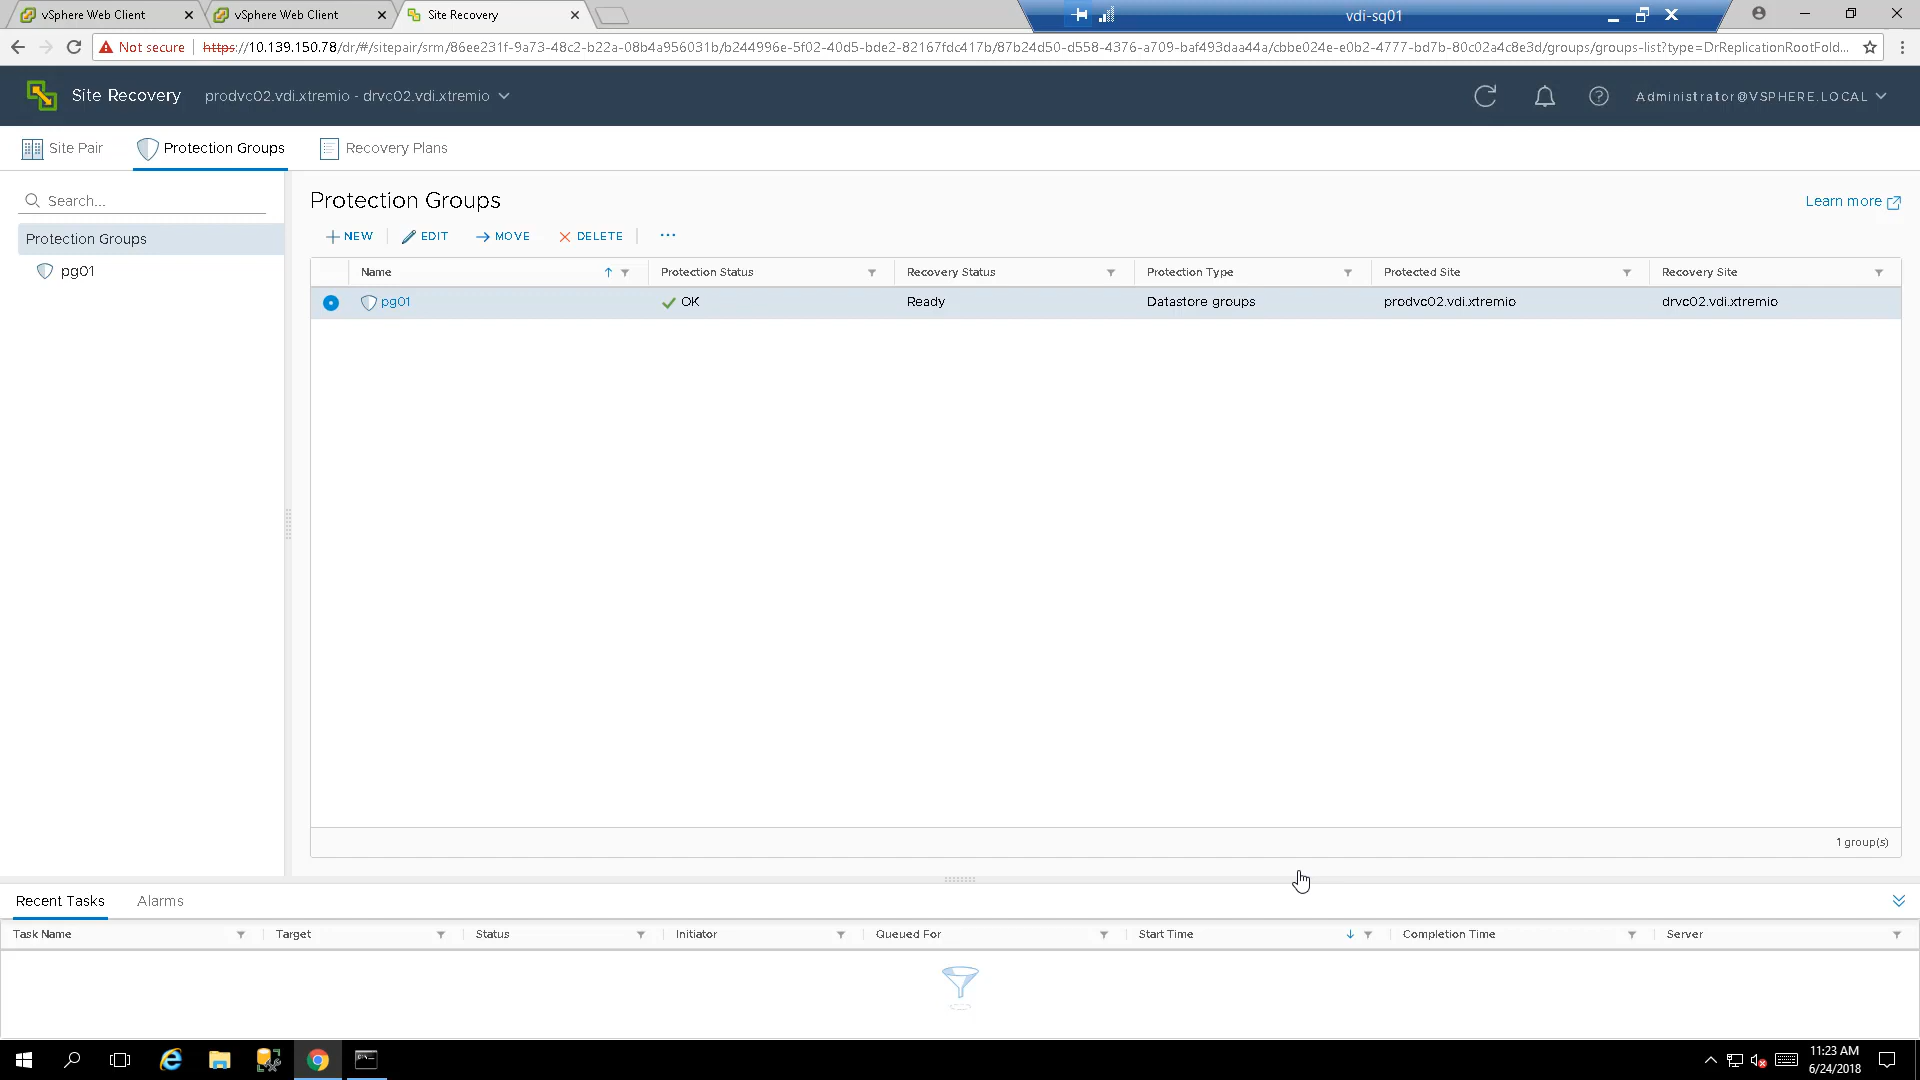 vSphere Web Client
vSphere Web Client
Site Recovery
vdi-sq01
Not secure
https://10.139.150.78/dr/#/sitepair/srm/86ee231f-9a73-48c2-b22a-08b4a956031b/b244996e-5f02-40d5-bde2-82167fdc417b/87b24d50-d558-4376-a709-baf493daa44a/cbbe024e-e0b2-4777-bd7b-80c02a4c8e3d/groups/groups-list?type=DrReplicationRootFold...
Site Recovery
prodvc02.vdi.xtremio - drvc02.vdi.xtremio
Administrator@VSPHERE.LOCAL
Site Pair
Protection Groups
Recovery Plans
Search...
Protection Groups
pg01
Protection Groups
Learn more
NEW
EDIT
MOVE
DELETE
...
Name
Protection Status
Recovery Status
Protection Type
Protected Site
Recovery Site
pg01
OK
Ready
Datastore groups
prodvc02.vdi.xtremio
drvc02.vdi.xtremio
1 group(s)
Recent Tasks
Alarms
Task Name
Target
Status
Initiator
Queued For
Start Time
Completion Time
Server
11:23 AM
6/24/2018